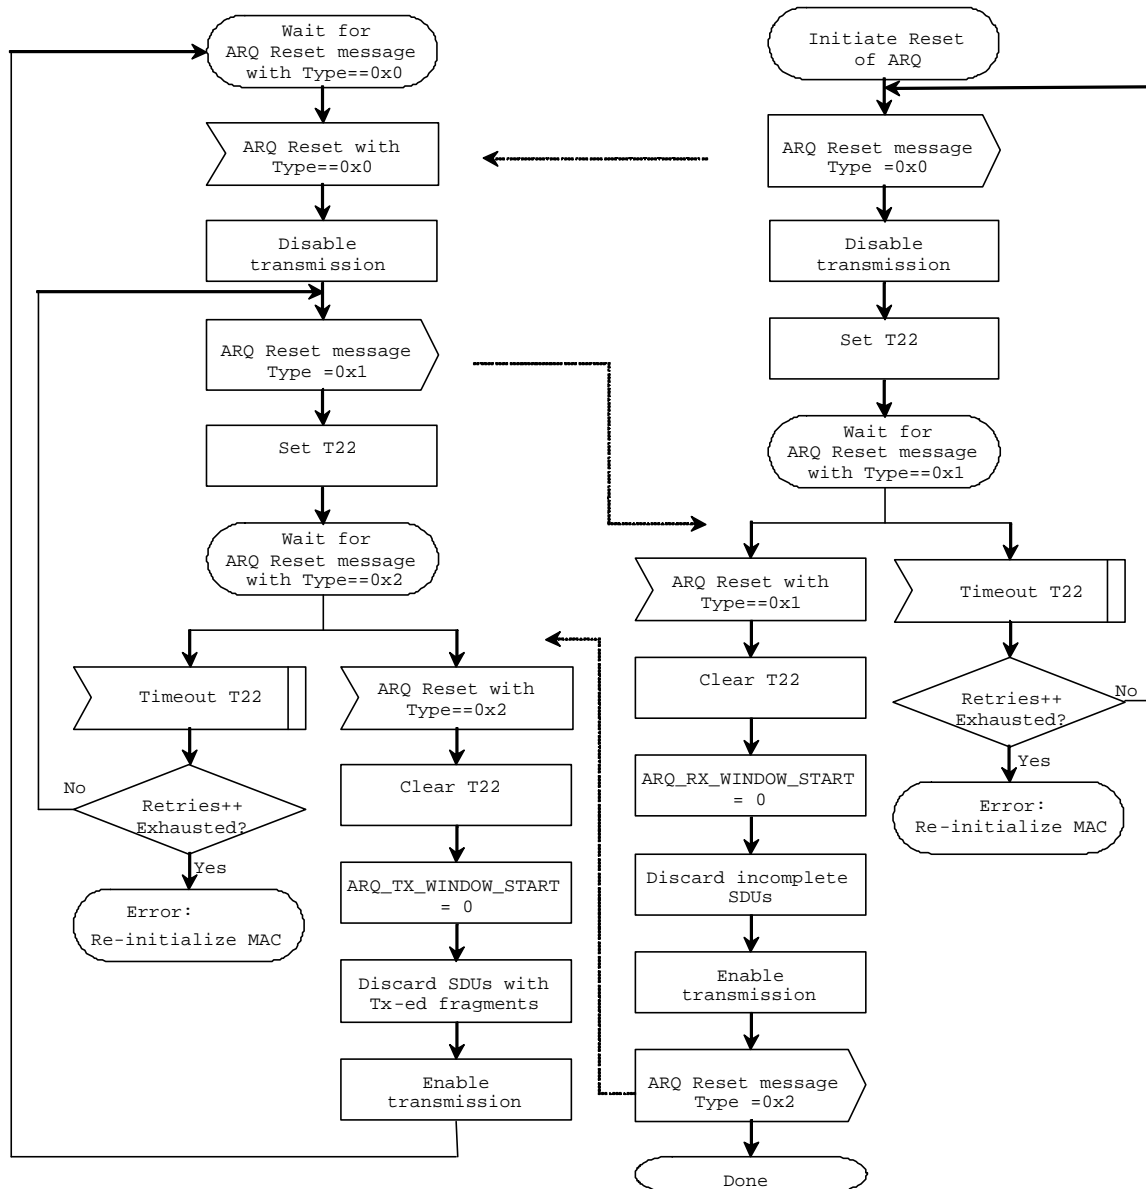 Wait for
ARQ Reset message
with Type==0x0
ARQ Reset with
Type==0x0
Disable
transmission
ARQ Reset message
Type =0x1
Set T22
Wait for
ARQ Reset message
with Type==0x2
Timeout T22
No
Retries++
Exhausted?
Yes
Error:
Re-initialize MAC
ARQ Reset with
Type==0x2
Clear T22
ARQ_TX_WINDOW_START
= 0
Discard SDUs with
Tx-ed fragments
Enable
transmission
Initiate Reset
of ARQ
ARQ Reset message
Type =0x0
Disable
transmission
Set T22
Wait for
ARQ Reset message
with Type==0x1
ARQ Reset with
Type==0x1
Clear T22
ARQ_RX_WINDOW_START
= 0
Discard incomplete
SDUs
Enable
transmission
ARQ Reset message
Type =0x2
Done
Timeout T22
Retries++
Exhausted?
No
Yes
Error:
Re-initialize MAC